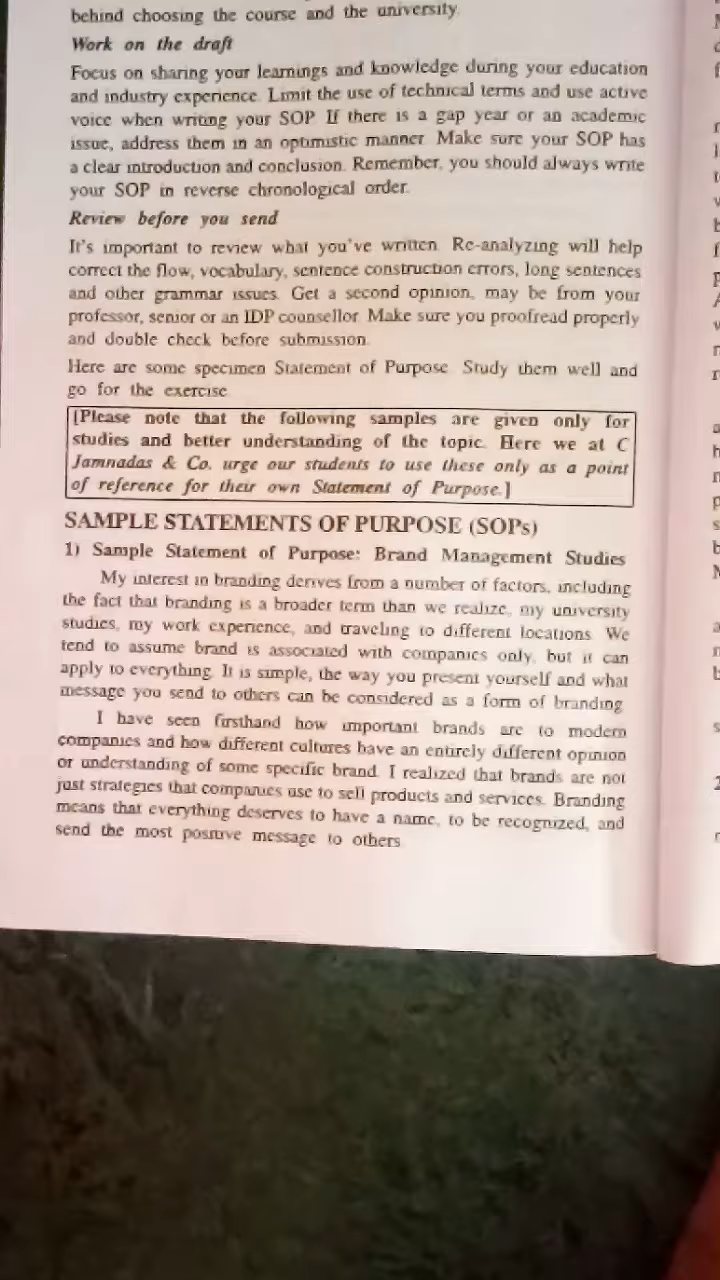 behind choosing the course and the university.
Work on the draft
Focus on sharing your learnings and knowledge during your education
and industry experience. Limit the use of technical terms and use active
voice when writing your SOP. If there is a gap year or an academic
issue, address them in an optimistic manner. Make sure your SOP has
a clear introduction and conclusion. Remember, you should always write
your SOP in reverse chronological order.
Review before you send
It's important to review what you've written. Re-analyzing will help
correct the flow, vocabulary, sentence construction errors, long sentences
and other grammar issues. Get a second opinion, may be from your
professor, senior or an IDP counsellor. Make sure you proofread properly
and double check before submission.
Here are some specimen Statement of Purpose. Study them well and
go for the exercise.
[Please note that the following samples are given only for
studies and better understanding of the topic. Here we at C
Jamnadas & Co. urge our students to use these only as a point
of reference for their own Statement of Purpose.]
SAMPLE STATEMENTS OF PURPOSE (SOPs)
1) Sample Statement of Purpose: Brand Management Studies
My interest in branding derives from a number of factors, including
the fact that branding is a broader term than we realize, my university
studies, my work experience, and traveling to different locations. We
tend to assume brand is associated with companies only, but it can
apply to everything. It is simple, the way you present yourself and what
message you send to others can be considered as a form of branding.
I have seen firsthand how important brands are to modern
companies and how different cultures have an entirely different opinion
or understanding of some specific brand. I realized that brands are not
just strategies that companies use to sell products and services. Branding
means that everything deserves to have a name, to be recognized, and
send the most positive message to others.